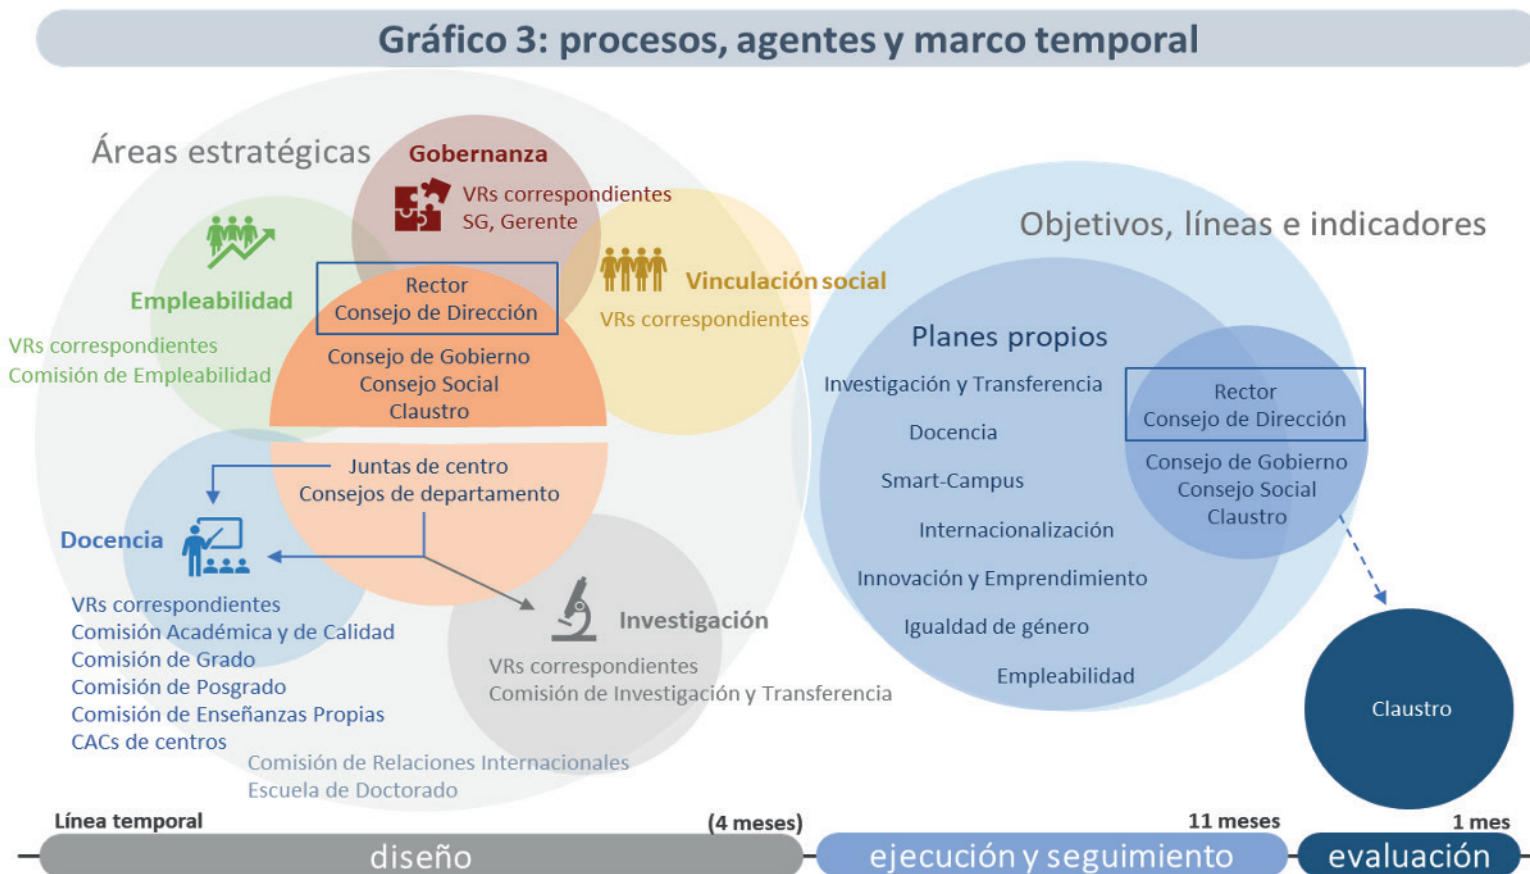 Gráfico 3: procesos, agentes y marco temporal
Áreas estratégicas
Gobernanza
VRs correspondientes
SG, Gerente
Empleabilidad
VRs correspondientes
Comisión de Empleabilidad
Vinculación social
VRs correspondientes
Rector
Consejo de Dirección
Consejo de Gobierno
Consejo Social
Claustro
Juntas de centro
Consejos de departamento
Docencia
VRs correspondientes
Comisión Académica y de Calidad
Comisión de Grado
Comisión de Posgrado
Comisión de Enseñanzas Propias
CACs de centros
Investigación
VRs correspondientes
Comisión de Investigación y Transferencia
Comisión de Relaciones Internacionales
Escuela de Doctorado
Objetivos, líneas e indicadores
Planes propios
Investigación y Transferencia
Docencia
Smart-Campus
Internacionalización
Innovación y Emprendimiento
Igualdad de género
Empleabilidad
Rector
Consejo de Dirección
Consejo de Gobierno
Consejo Social
Claustro
Claustro
Línea temporal
(4 meses)
11 meses
1 mes
diseño
ejecución y seguimiento
evaluación